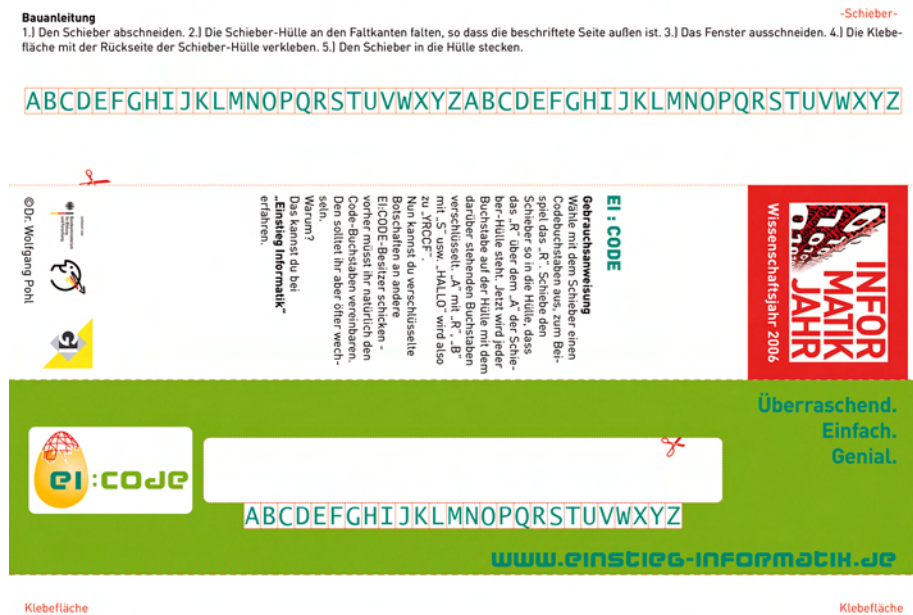 Bauanleitung
-Schieber-
1.) Den Schieber abschneiden. 2.) Die Schieber-Hülle an den Faltkanten falten, so dass die beschriftete Seite außen ist. 3.) Das Fenster ausschneiden. 4.) Die Klebe-
fläche mit der Rückseite der Schieber-Hülle verkleben. 5.) Den Schieber in die Hülle stecken.
ABCDEFGHIJKLMNOPQRSTUVWXYZABCDEFGHIJKLMNOPQRSTUVWXYZ
©Dr. Wolfgang Pohl
GI
EI : CODE
Gebrauchsanweisung
Wähle mit dem Schieber einen
Codebuchstaben aus, zum Bei-
spiel das „R“. Schiebe den
Schieber so in die Hülle, dass
das „R“ über dem „A“ der Schie-
ber-Hülle steht. Jetzt wird jeder
Buchstabe auf der Hülle mit dem
darüber stehenden Buchstaben
verschlüsselt. „A“ mit „R“, „B“
mit „S“ usw. „HALLO“ wird also
zu „YRCCF“.
Nun kannst du verschlüsselte
Botschaften an andere
EI:CODE-Besitzer schicken -
vorher müsst ihr natürlich den
Code-Buchstaben vereinbaren.
Den solltet ihr aber öfter wech-
seln.
Warum?
Das kannst du bei
„Einstieg Informatik“
erfahren.
INFOR
MATIK
JAHR
Wissenschaftsjahr 2006
Überraschend.
Einfach.
Genial.
ei:code
ABCDEFGHIJKLMNOPQRSTUVWXYZ
www.einstieg-informatik.de
Klebefläche
Klebefläche